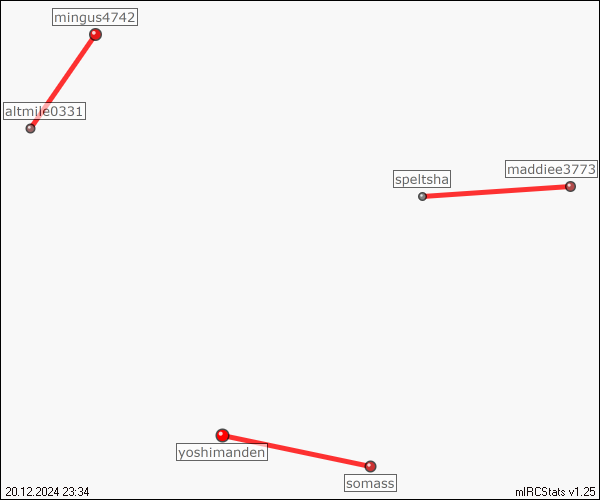 mingus4742
altmile0331
maddiee3773
speltsha
yoshimanden
somass
20.12.2024 23:34
mIRCStats v1.25